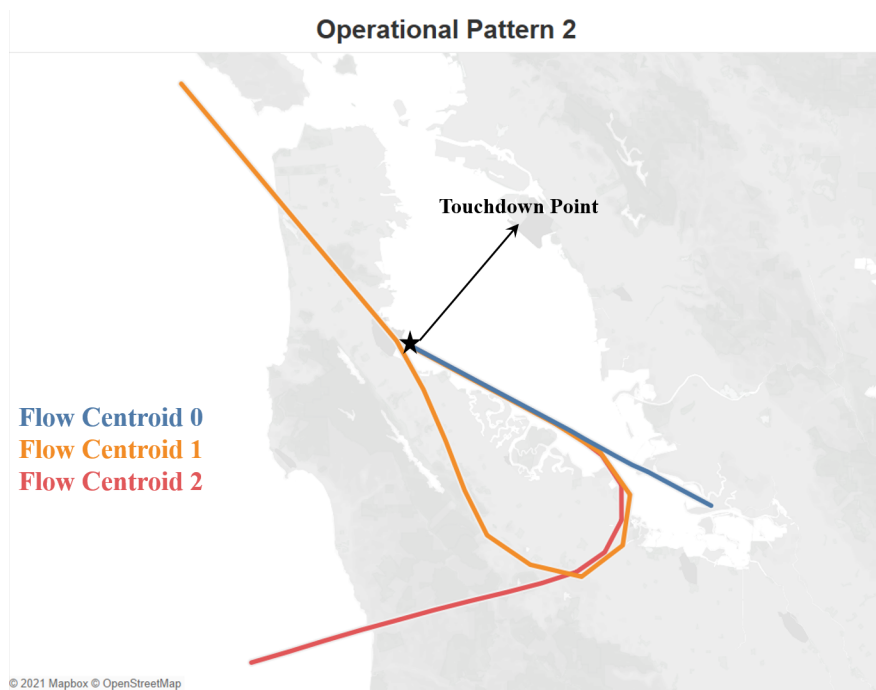 Operational Pattern 2
Touchdown Point
Flow Centroid 0
Flow Centroid 1
Flow Centroid 2
© 2021 Mapbox © OpenStreetMap